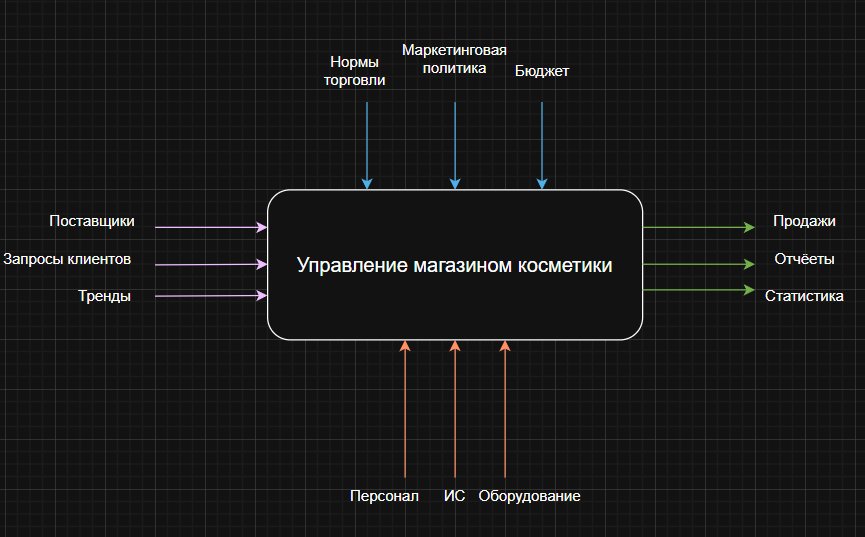 Нормы
торговли
Маркетинговая
политика
Бюджет
Поставщики
Запросы клиентов
Тренды
Управление магазином косметики
Продажи
Отчёеты
Статистика
Персонал
ИС
Оборудование